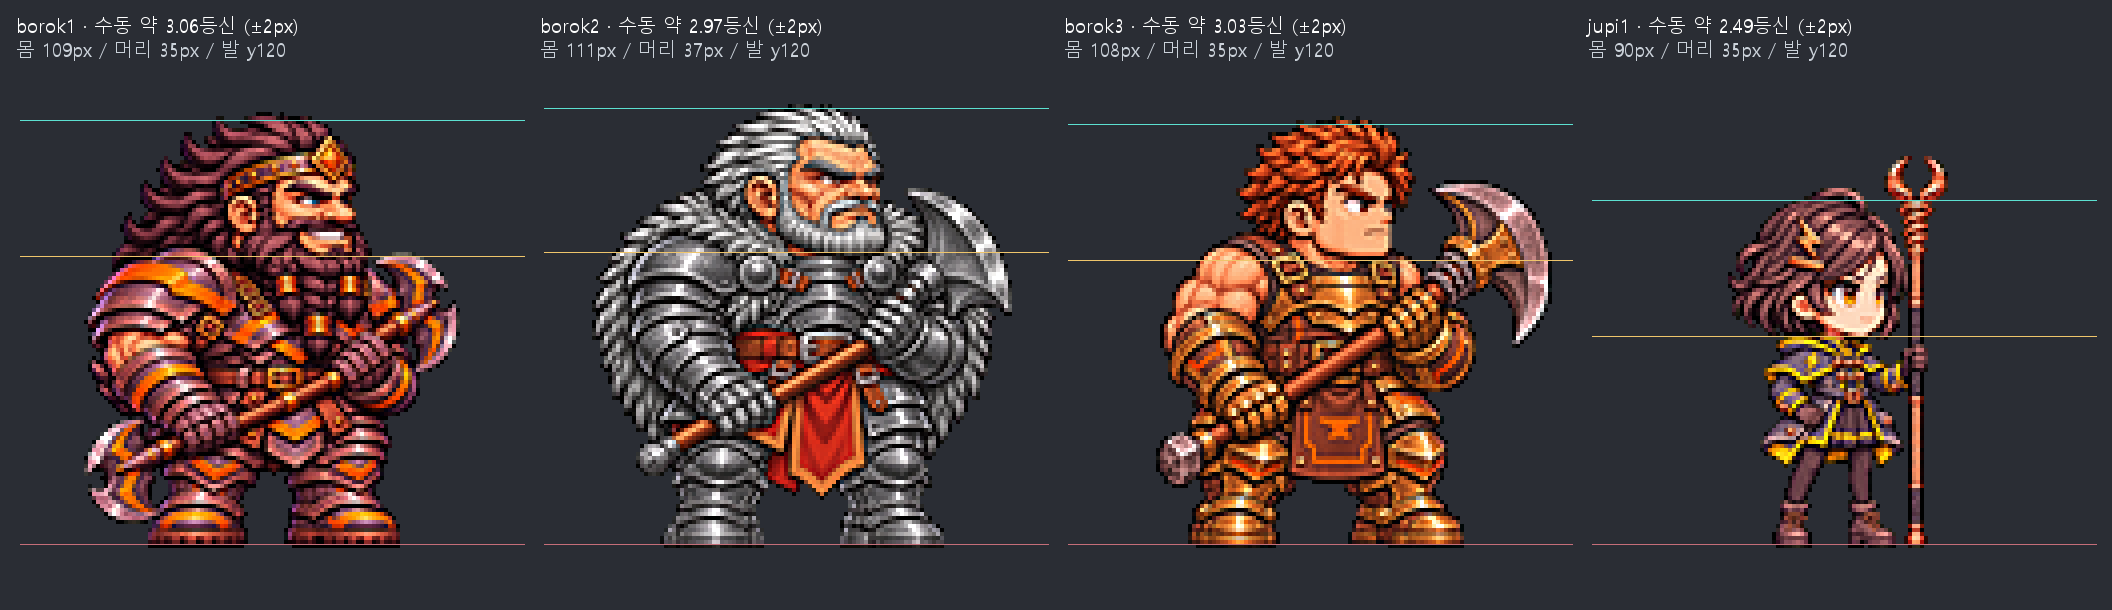 borok1 · 수동 약 3.06등신 (±2px)
몸 109px / 머리 35px / 발 y120
borok2 · 수동 약 2.97등신 (±2px)
몸 111px / 머리 37px / 발 y120
borok3 · 수동 약 3.03등신 (±2px)
몸 108px / 머리 35px / 발 y120
jupi1 · 수동 약 2.49등신 (±2px)
몸 90px / 머리 35px / 발 y120